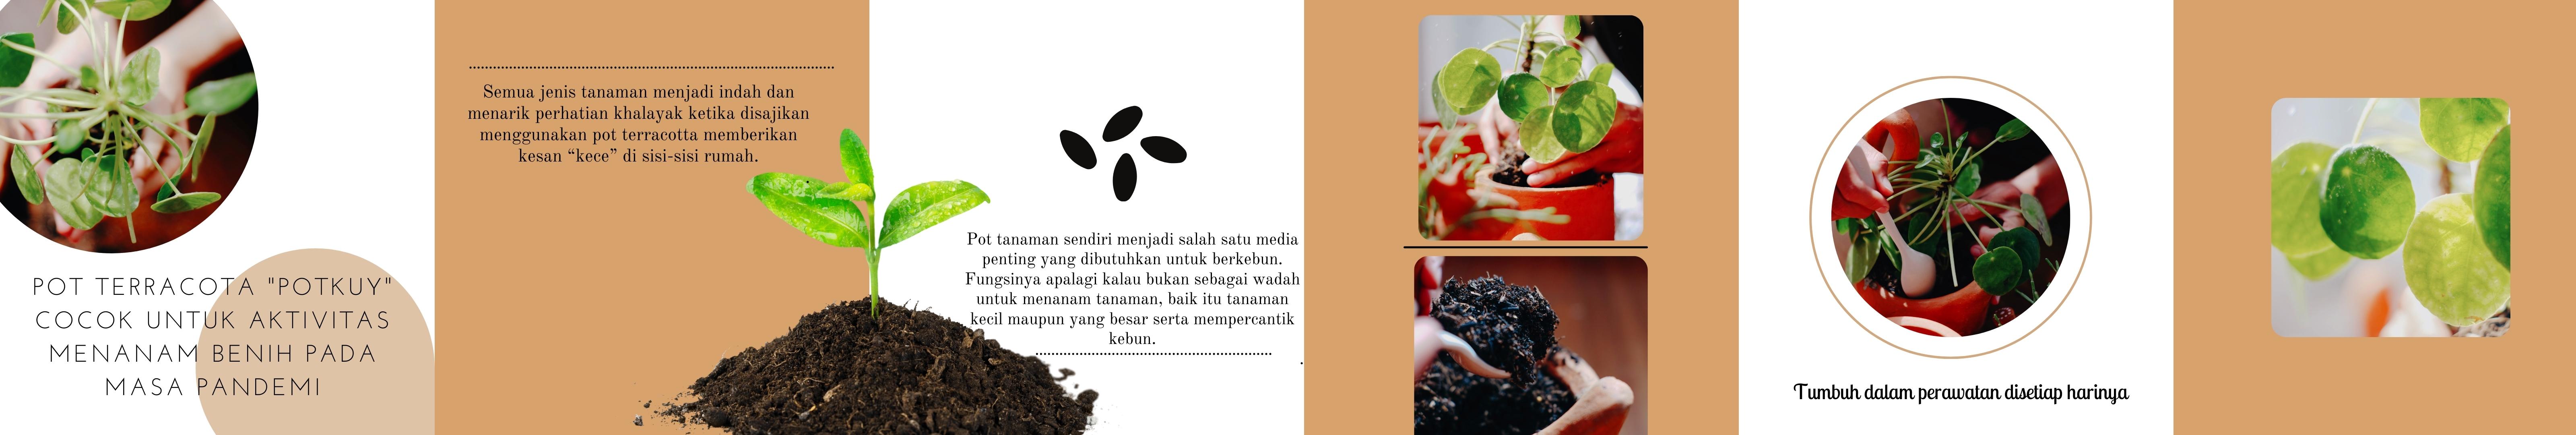 POT TERRACOTA "POTKUY"
COCOK UNTUK AKTIVITAS
MENANAM BENIH PADA
MASA PANDEMI
Semua jenis tanaman menjadi indah dan
menarik perhatian khalayak ketika disajikan
menggunakan pot terracotta memberikan
kesan “kece” di sisi-sisi rumah.
Pot tanaman sendiri menjadi salah satu media
penting yang dibutuhkan untuk berkebun.
Fungsinya apalagi kalau bukan sebagai wadah
untuk menanam tanaman, baik itu tanaman
kecil maupun yang besar serta mempercantik
kebun.
Tumbuh dalam perawatan disetiap harinya